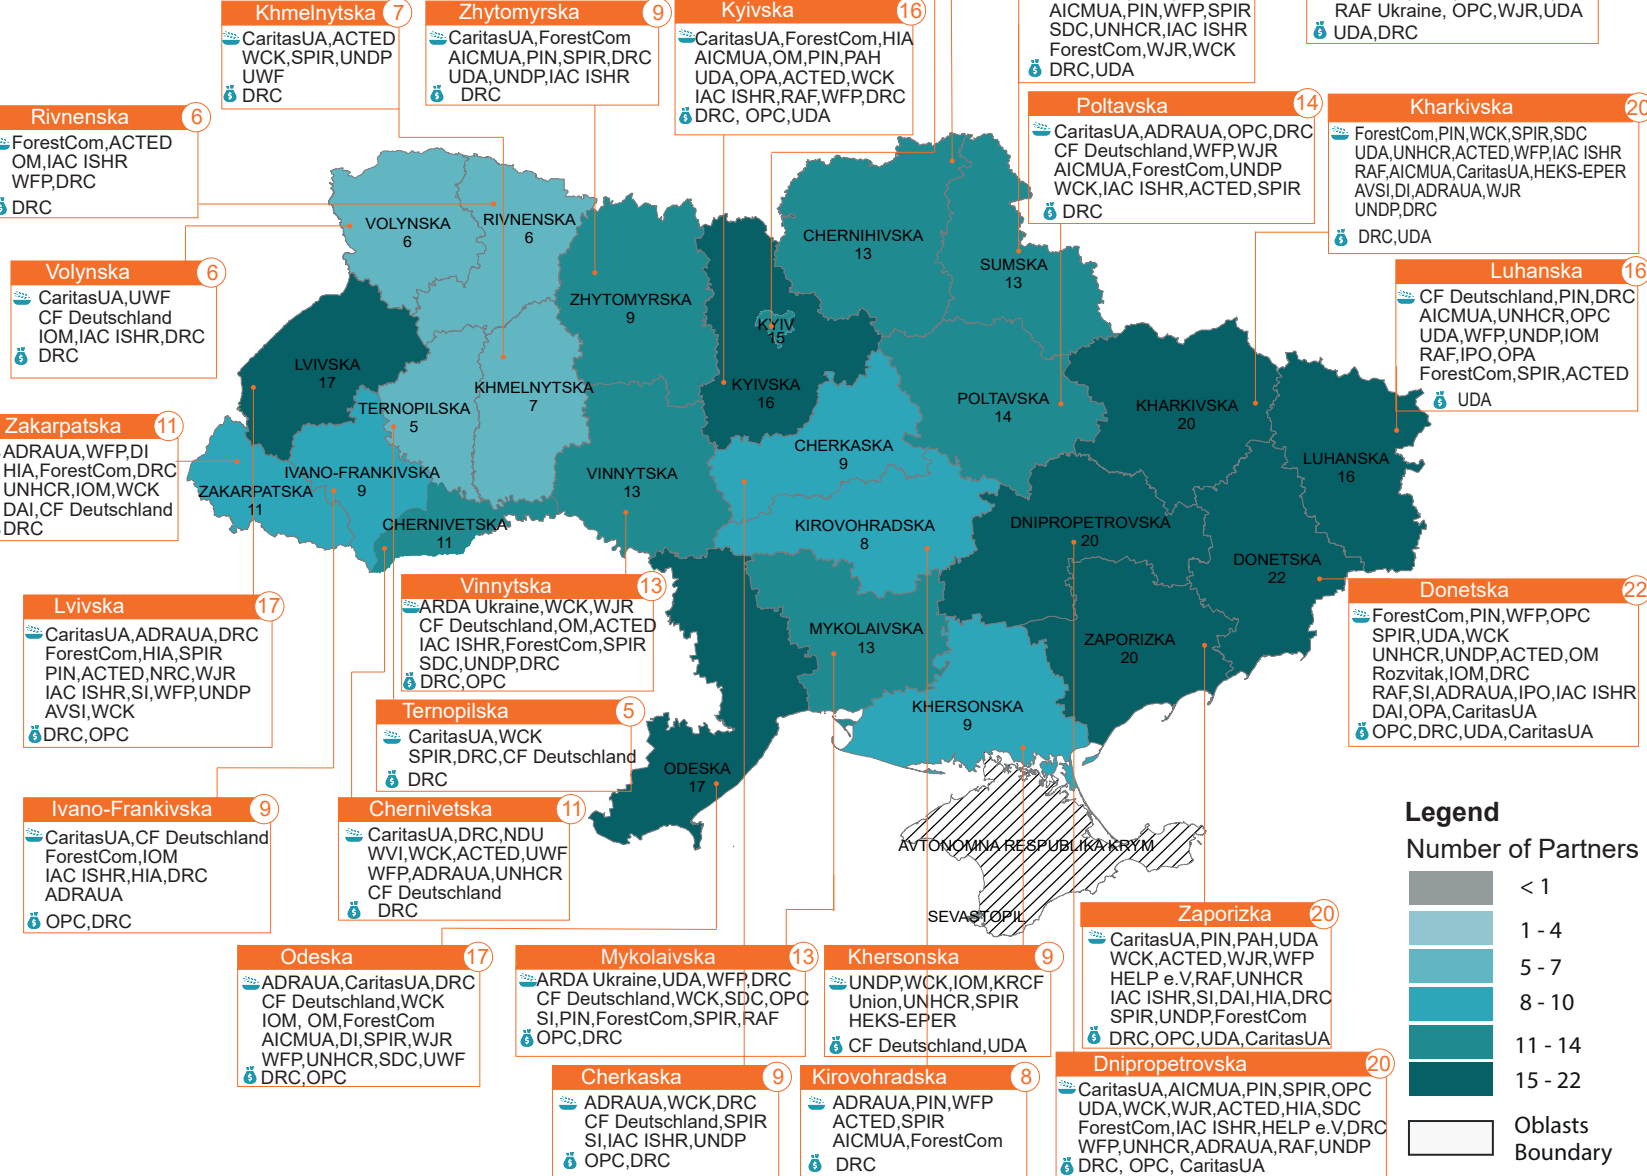 Khmelnytska 7
CaritasUA,ACTED
WCK,SPIR,UNDP
UWF
DRC
Zhytomyrska 9
CaritasUA,ForestCom
AICMUA,PIN,SPIR,DRC
UDA,UNDP,IAC ISHR
DRC
Kyivska 16
CaritasUA,ForestCom,HIA
AICMUA,OM,PIN,PAH
UDA,OPA,ACTED,WCK
IAC ISHR,RAF,WFP,DRC
DRC, OPC,UDA
AICMUA,PIN,WFP,SPIR
SDC,UNHCR,IAC ISHR
ForestCom,WJR,WCK
DRC,UDA
RAF Ukraine, OPC,WJR,UDA
UDA,DRC
Rivnenska 6
ForestCom,ACTED
OM,IAC ISHR
WFP,DRC
DRC
Poltavska 14
CaritasUA,ADRAUA,OPC,DRC
CF Deutschland,WFP,WJR
AICMUA,ForestCom,UNDP
WCK,IAC ISHR,ACTED,SPIR
DRC
Kharkivska 20
ForestCom,PIN,WCK,SPIR,SDC
UDA,UNHCR,ACTED,WFP,IAC ISHR
RAF,AICMUA,CaritasUA,HEKS-EPER
AVSI,DI,ADRAUA,WJR
UNDP,DRC
DRC,UDA
Volynska 6
CaritasUA,UWF
CF Deutschland
IOM,IAC ISHR,DRC
DRC
Luhanska 16
CF Deutschland,PIN,DRC
AICMUA,UNHCR,OPC
UDA,WFP,UNDP,IOM
RAF,IPO,OPA
ForestCom,SPIR,ACTED
UDA
VOLYNSKA
6
RIVNENSKA
6
ZHYTOMYRSKA
9
CHERNIHIVSKA
13
SUMSKA
13
KYIV
15
LVIVSKA
17
TERNOPILSKA
5
KHMELNYTSKA
7
KYIVSKA
16
POLTAVSKA
14
KHARKIVSKA
20
LUHANSKA
16
CHERKASKA
9
VINNYTSKA
13
IVANO-FRANKIVSKA
9
ZAKARPATSKA
11
CHERNIVETSKA
11
KIROVOHRADSKA
8
DNIPROPETROVSKA
20
DONETSKA
22
MYKOLAIVSKA
13
ZAPORIZKA
20
KHERSONSKA
9
ODESKA
17
AVTONOMNA RESPUBLIKA KRYM
SEVASTOPIL
Zakarpatska 11
ADRAUA,WFP,DI
HIA,ForestCom,DRC
UNHCR,IOM,WCK
DAI,CF Deutschland
DRC
Lvivska 17
CaritasUA,ADRAUA,DRC
ForestCom,HIA,SPIR
PIN,ACTED,NRC,WJR
IAC ISHR,SI,WFP,UNDP
AVSI,WCK
DRC,OPC
Vinnytska 13
ARDA Ukraine,WCK,WJR
CF Deutschland,OM,ACTED
IAC ISHR,ForestCom,SPIR
SDC,UNDP,DRC
DRC,OPC
Donetska 22
ForestCom,PIN,WFP,OPC
SPIR,UDA,WCK
UNHCR,UNDP,ACTED,OM
Rozvitak,IOM,DRC
RAF,SI,ADRAUA,IPO,IAC ISHR
DAI,OPA,CaritasUA
OPC,DRC,UDA,CaritasUA
Ternopilska 5
CaritasUA,WCK
SPIR,DRC,CF Deutschland
DRC
Ivano-Frankivska 9
CaritasUA,CF Deutschland
ForestCom,IOM
IAC ISHR,HIA,DRC
ADRAUA
OPC,DRC
Chernivetska 11
CaritasUA,DRC,NDU
WVI,WCK,ACTED,UWF
WFP,ADRAUA,UNHCR
CF Deutschland
DRC
Odeska 17
ADRAUA,CaritasUA,DRC
CF Deutschland,WCK
IOM, OM,ForestCom
AICMUA,DI,SPIR,WJR
WFP,UNHCR,SDC,UWF
DRC,OPC
Mykolaivska 13
ARDA Ukraine,UDA,WFP,DRC
CF Deutschland,WCK,SDC,OPC
SI,PIN,ForestCom,SPIR,RAF
OPC,DRC
Khersonska 9
UNDP,WCK,IOM,KRCF
Union,UNHCR,SPIR
HEKS-EPER
CF Deutschland,UDA
Zaporizka 20
CaritasUA,PIN,PAH,UDA
WCK,ACTED,WJR,WFP
HELP e.V,RAF,UNHCR
IAC ISHR,SI,DAI,HIA,DRC
SPIR,UNDP,ForestCom
DRC,OPC,UDA,CaritasUA
Cherkaska 9
ADRAUA,WCK,DRC
CF Deutschland,SPIR
SI,IAC ISHR,UNDP
OPC,DRC
Kirovohradska 8
ADRAUA,PIN,WFP
ACTED,SPIR
AICMUA,ForestCom
DRC
Dnipropetrovska 20
CaritasUA,AICMUA,PIN,SPIR,OPC
UDA,WCK,WJR,ACTED,HIA,SDC
ForestCom,IAC ISHR,HELP e.V,DRC
WFP,UNHCR,ADRAUA,RAF,UNDP
DRC, OPC, CaritasUA
Legend
Number of Partners
< 1
1 - 4
5 - 7
8 - 10
11 - 14
15 - 22
Oblasts
Boundary